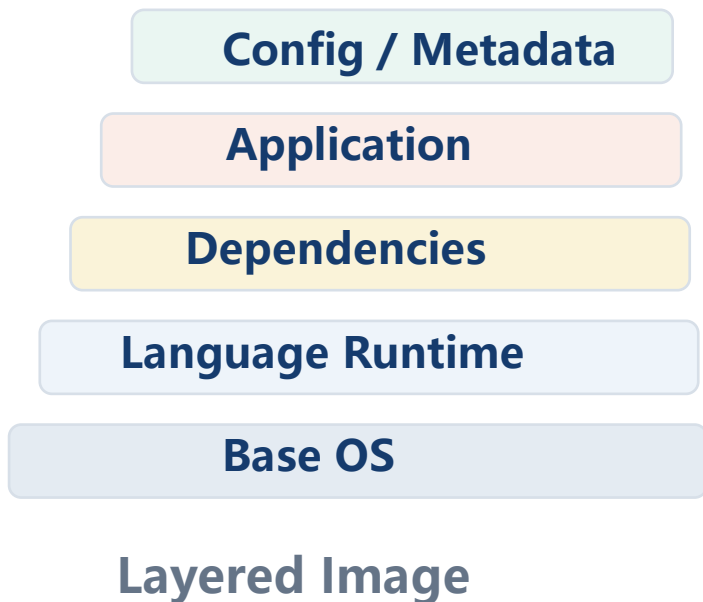 Config / Metadata
Application
Dependencies
Language Runtime
Base OS
Layered Image